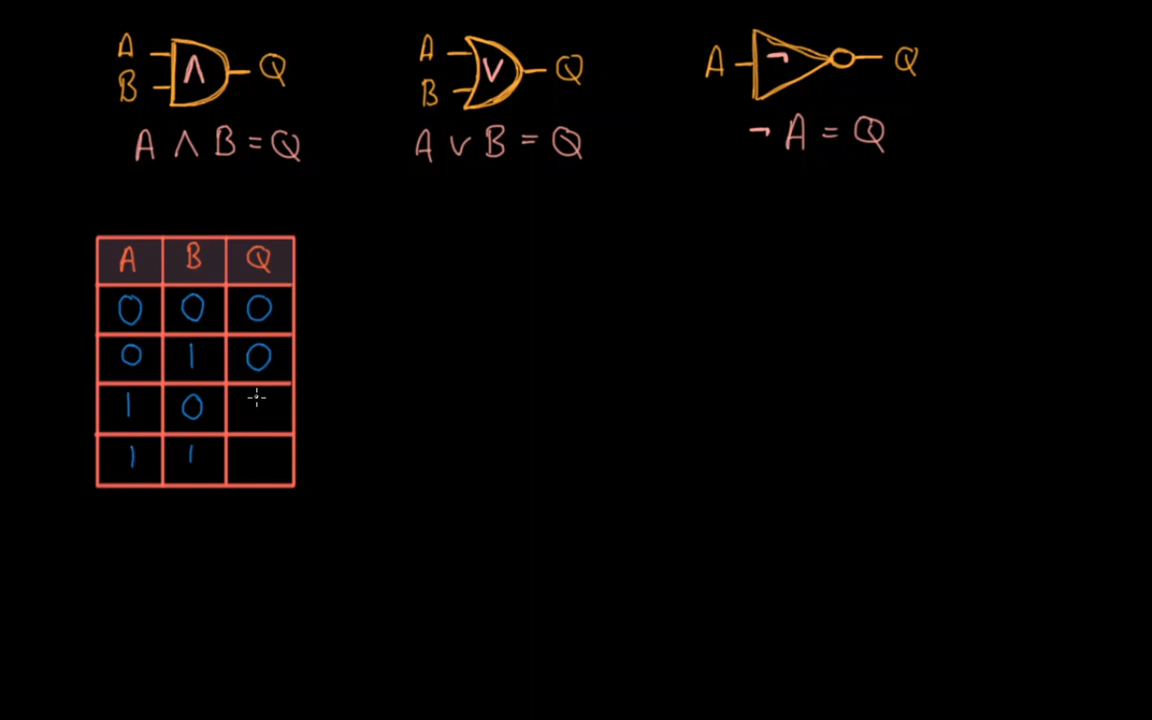 A B ∧ Q
A B ∨ Q
A ¬ Q
A ∧ B = Q
A ∨ B = Q
¬ A = Q
A B Q
0 0 0
0 1 0
1 0
1 1